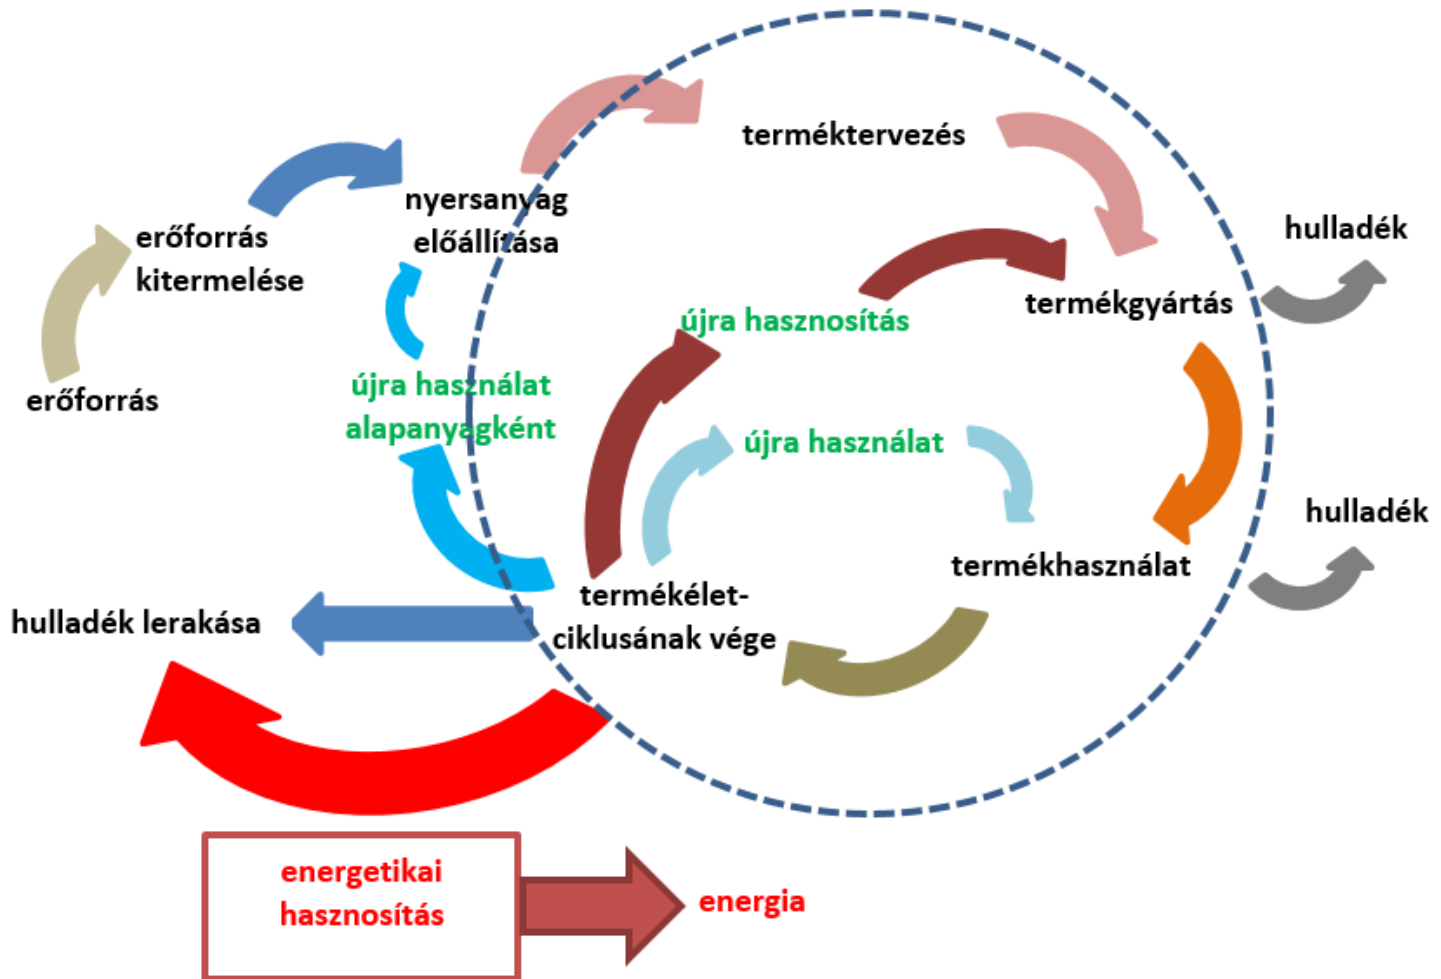 terméktervezés
nyersanyag
előállítása
erőforrás
kitermelése
hulladék
termékgyártás
újra hasznosítás
erőforrás
újra használat
alapanyagként
újra használat
hulladék
termékhasználat
termékélet-
ciklusának vége
hulladék lerakása
energetikai
hasznosítás
energia